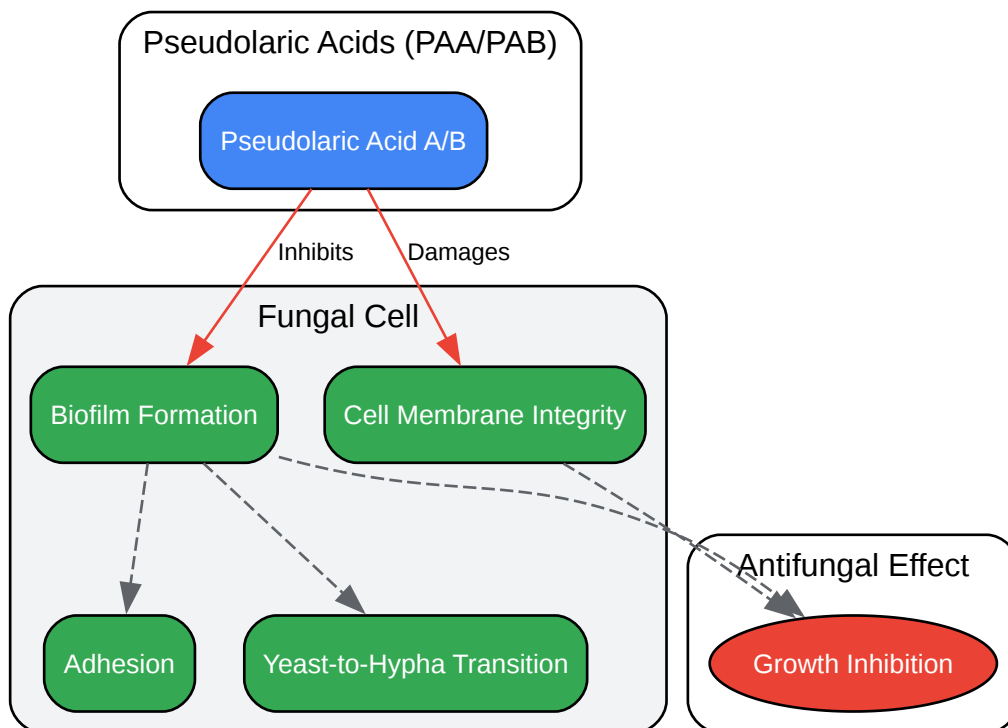 Pseudolaric Acids (PAA/PAB)
Pseudolaric Acid A/B
Inhibits
Damages
Fungal Cell
Biofilm Formation
Cell Membrane Integrity
Antifungal Effect
Adhesion
Yeast-to-Hypha Transition
Growth Inhibition